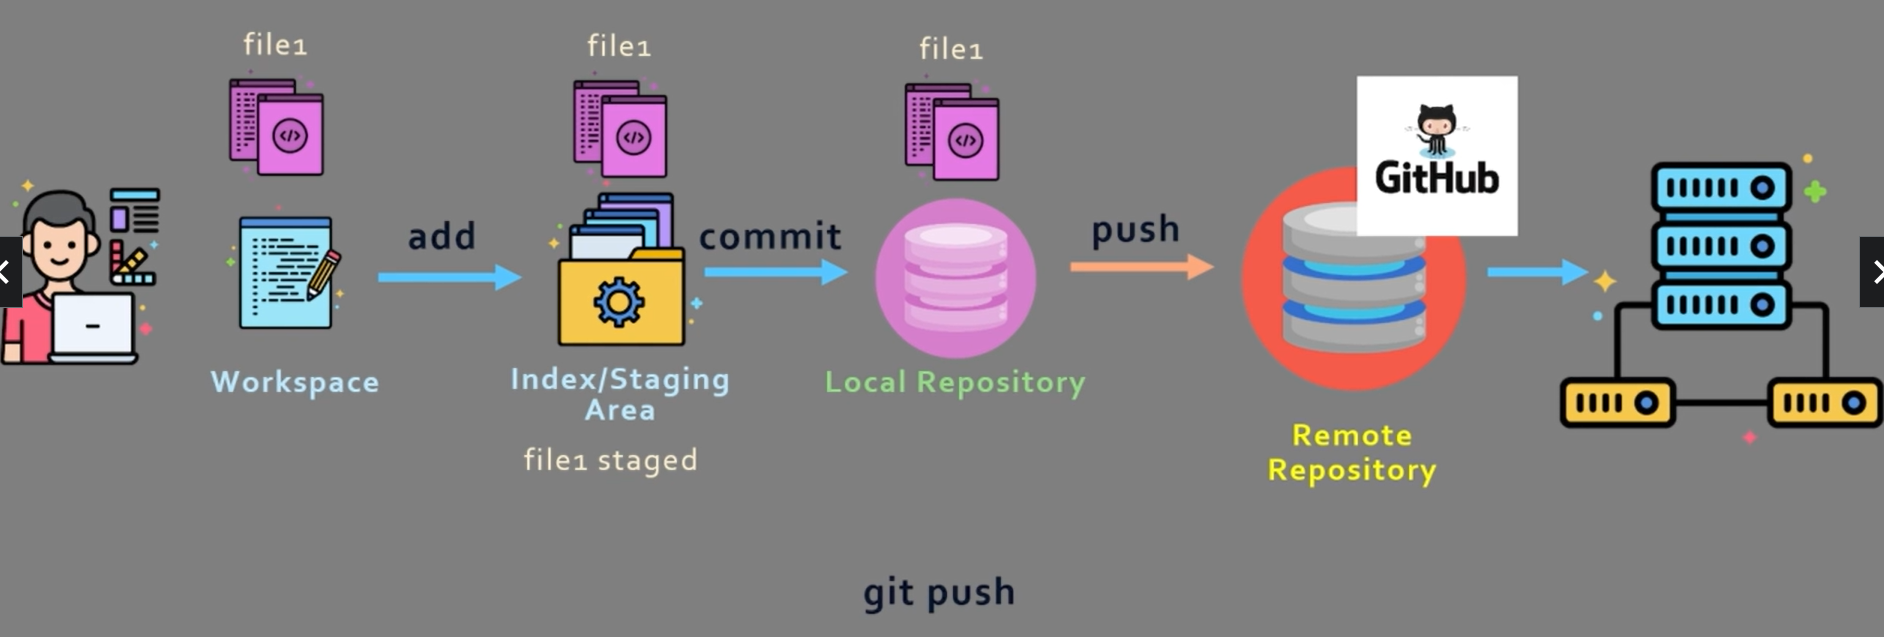 file1
file1
file1
GitHub
add
commit
push
Workspace
Index/Staging
Area
Local Repository
Remote
Repository
file1 staged
git push